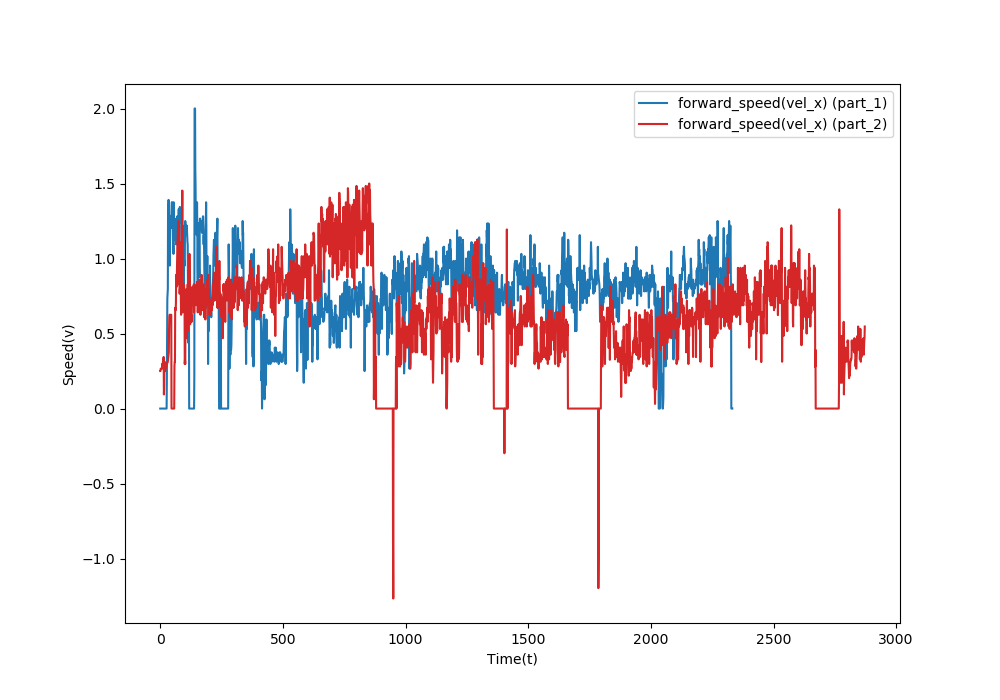 forward_speed(vel_x) (part_1)
forward_speed(vel_x) (part_2)
2.0
1.5
1.0
0.5
0.0
−0.5
−1.0
Speed(v)
0 500 1000 1500 2000 2500 3000
Time(t)